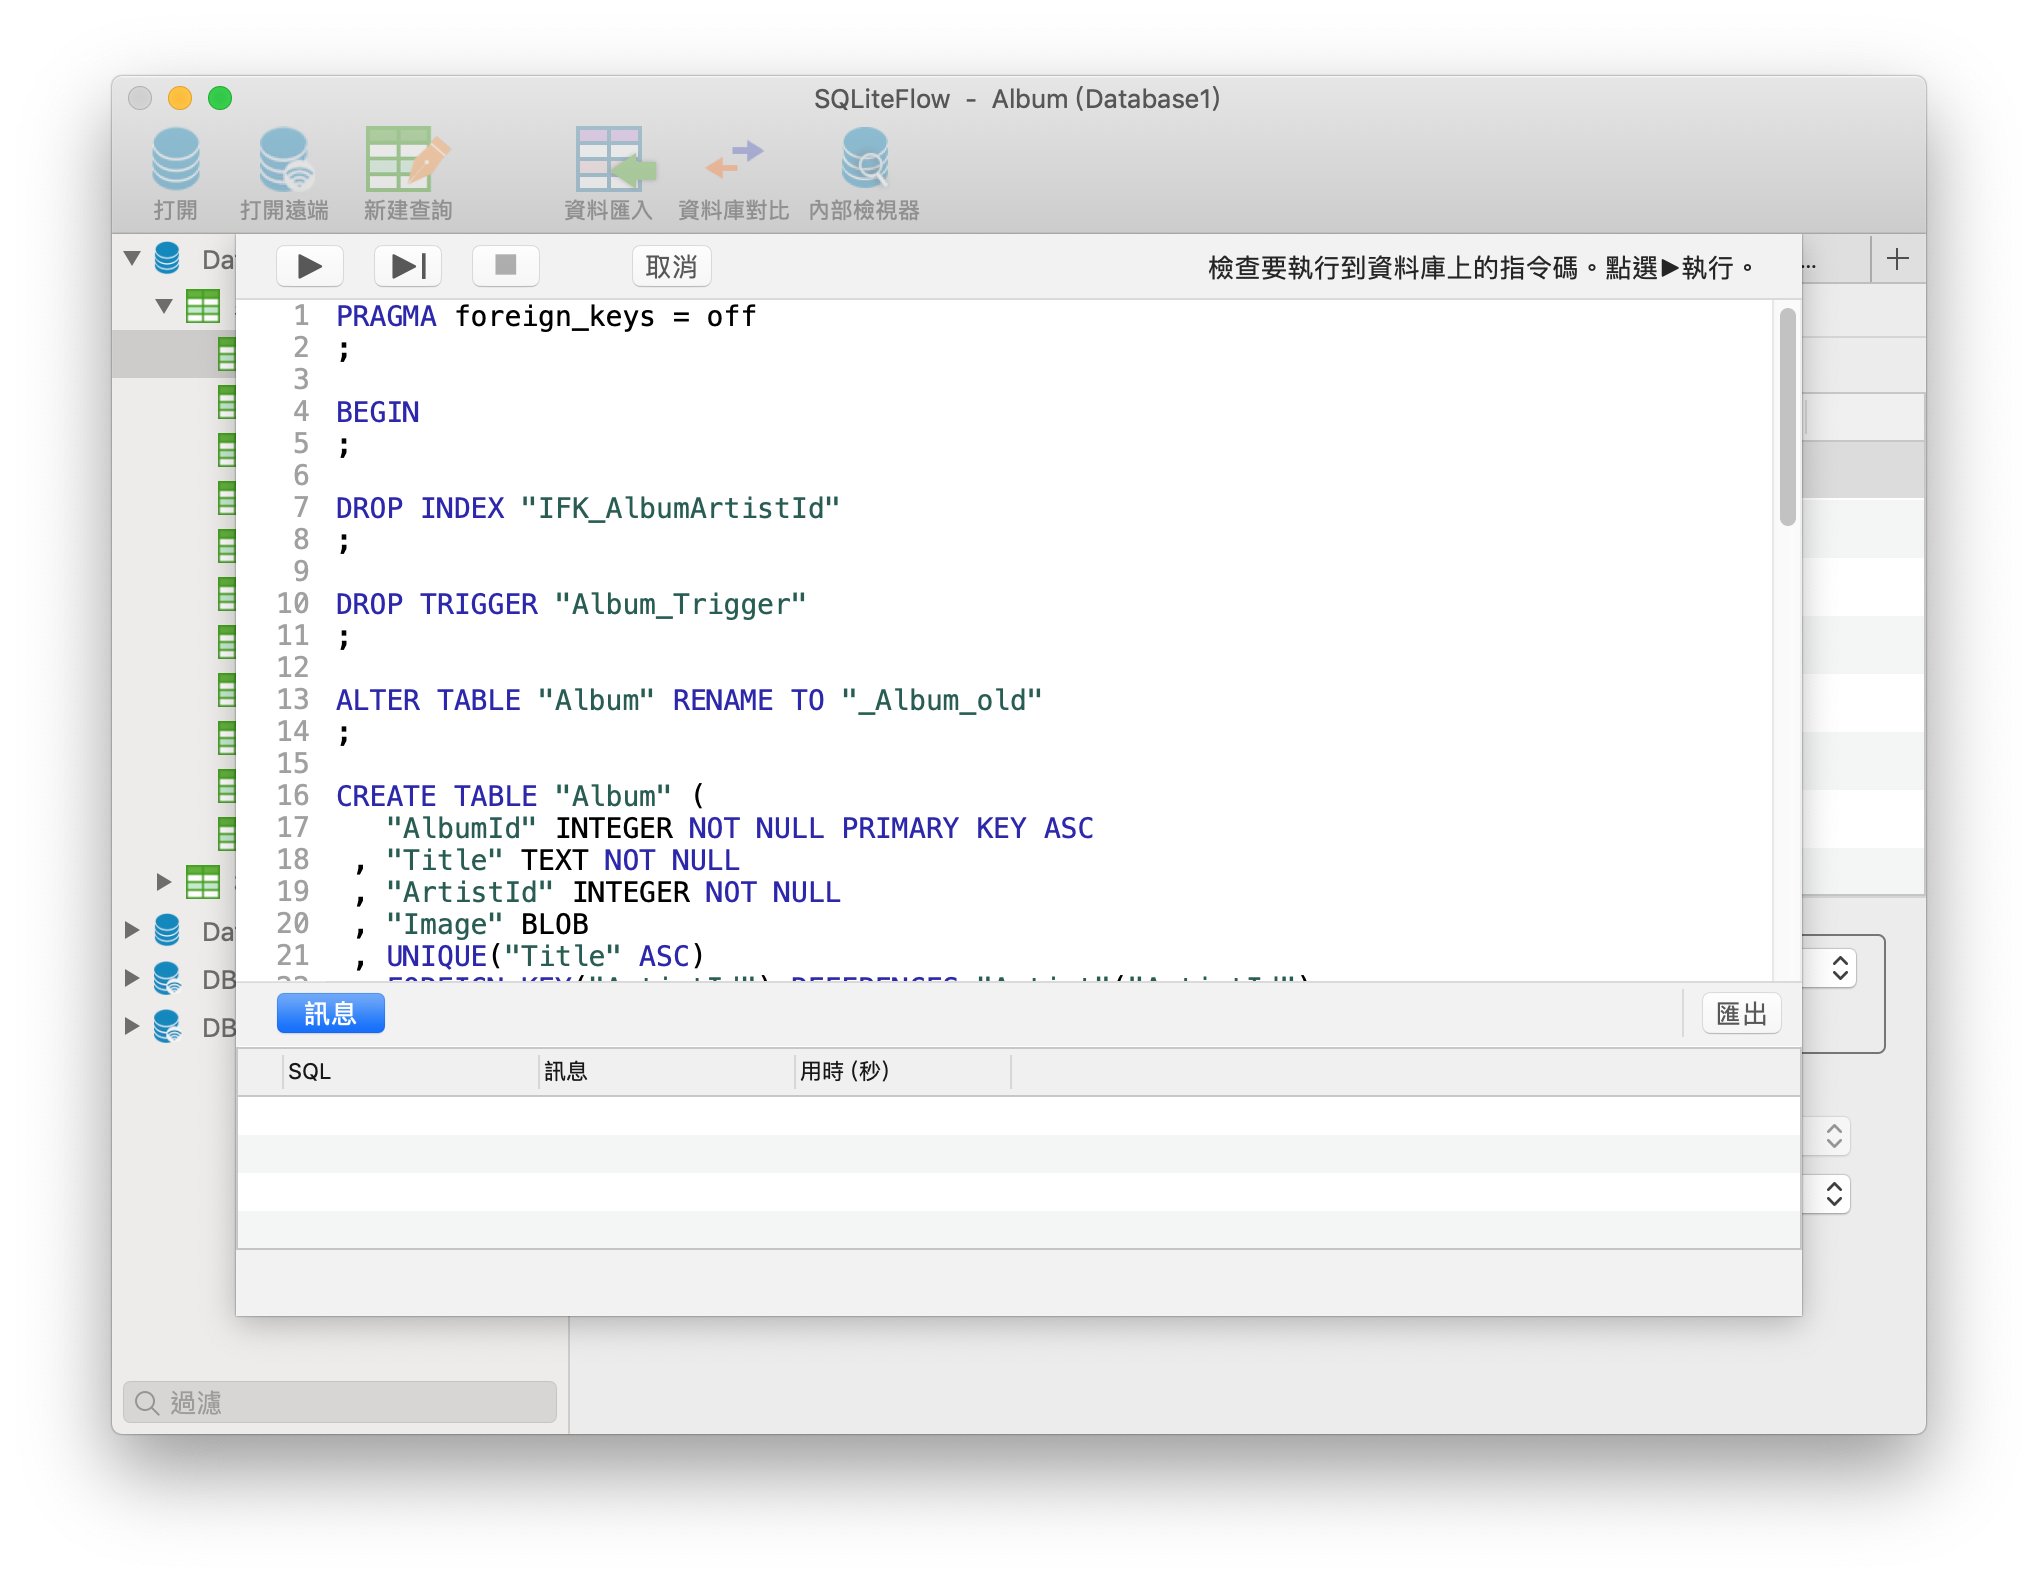 SQLiteFlow - Album (Database1)
打開
打開遠端
新建查詢
資料匯入
資料庫對比
內部檢視器
取消
檢查要執行到資料庫上的指令碼。點選▶執行。
...
1 PRAGMA foreign_keys = off
2 ;
3
4 BEGIN
5 ;
6
7 DROP INDEX "IFK_AlbumArtistId"
8 ;
9
10 DROP TRIGGER "Album_Trigger"
11 ;
12
13 ALTER TABLE "Album" RENAME TO "_Album_old"
14 ;
15
16 CREATE TABLE "Album" (
17 "AlbumId" INTEGER NOT NULL PRIMARY KEY ASC
18 , "Title" TEXT NOT NULL
19 , "ArtistId" INTEGER NOT NULL
20 , "Image" BLOB
21 , UNIQUE("Title" ASC)
Da
Da
DB
DB
訊息
匯出
SQL
訊息
用時 (秒)
過濾